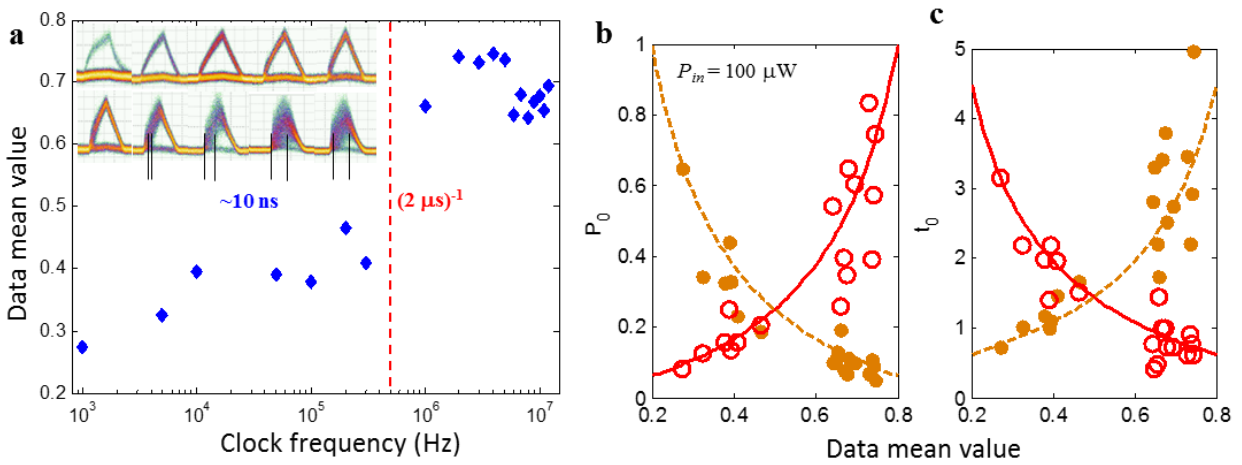 a
0.8
0.7
0.6
0.5
0.4
0.3
0.2
Data mean value
~10 ns
(2 μs)⁻¹
10³ 10⁴ 10⁵ 10⁶ 10⁷
Clock frequency (Hz)
b
1
0.8
0.6
0.4
0.2
0
P₀
P_in = 100 μW
0.2 0.4 0.6 0.8
c
5
4
3
2
1
0
t₀
0.2 0.4 0.6 0.8
Data mean value